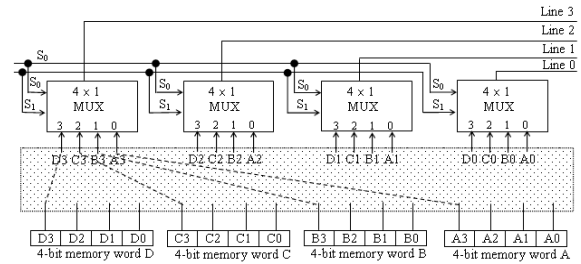 Line 3
Line 2
Line 1
Line 0
S0
S0 4 × 1 S0 4 × 1 S0 4 × 1 S0 4 × 1
S1 MUX S1 MUX S1 MUX S1 MUX
3 2 1 0 3 2 1 0 3 2 1 0 3 2 1 0
D3 C3 B3 A3 D2 C2 B2 A2 D1 C1 B1 A1 D0 C0 B0 A0
D3 D2 D1 D0 C3 C2 C1 C0 B3 B2 B1 B0 A3 A2 A1 A0
4-bit memory word D 4-bit memory word C 4-bit memory word B 4-bit memory word A